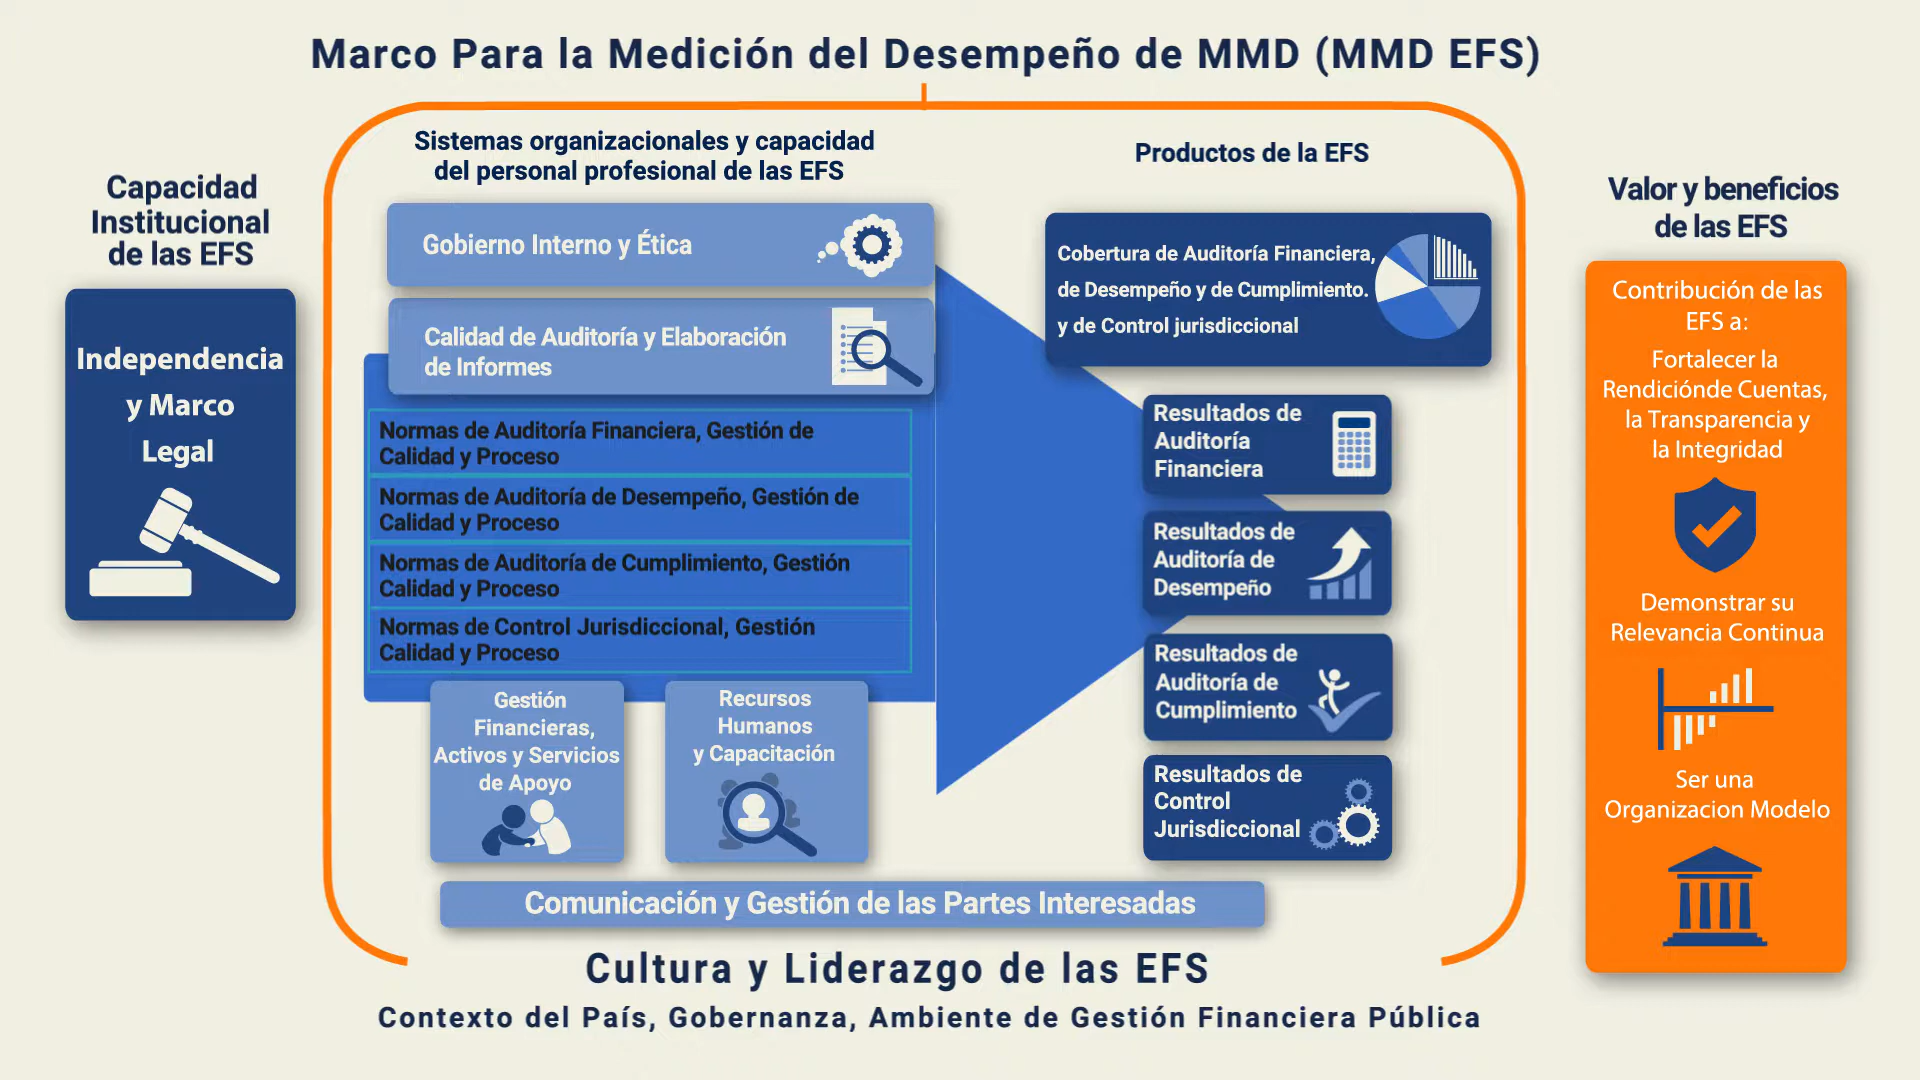 Marco Para la Medición del Desempeño de MMD (MMD EFS)
Capacidad
Institucional
de las EFS
Independencia
y Marco
Legal
Sistemas organizacionales y capacidad
del personal profesional de las EFS
Gobierno Interno y Ética
Calidad de Auditoría y Elaboración
de Informes
Normas de Auditoría Financiera, Gestión de
Calidad y Proceso
Normas de Auditoría de Desempeño, Gestión de
Calidad y Proceso
Normas de Auditoría de Cumplimiento, Gestión
Calidad y Proceso
Normas de Control Jurisdiccional, Gestión
Calidad y Proceso
Gestión
Financieras,
Activos y Servicios
de Apoyo
Recursos
Humanos
y Capacitación
Productos de la EFS
Cobertura de Auditoría Financiera,
de Desempeño y de Cumplimiento.
y de Control jurisdiccional
Resultados de
Auditoría
Financiera
Resultados de
Auditoría de
Desempeño
Resultados de
Auditoría de
Cumplimiento
Resultados de
Control
Jurisdiccional
Comunicación y Gestión de las Partes Interesadas
Cultura y Liderazgo de las EFS
Contexto del País, Gobernanza, Ambiente de Gestión Financiera Pública
Valor y beneficios
de las EFS
Contribución de las
EFS a:
Fortalecer la
Rendiciónde Cuentas,
la Transparencia y
la Integridad
Demonstrar su
Relevancia Continua
Ser una
Organizacion Modelo